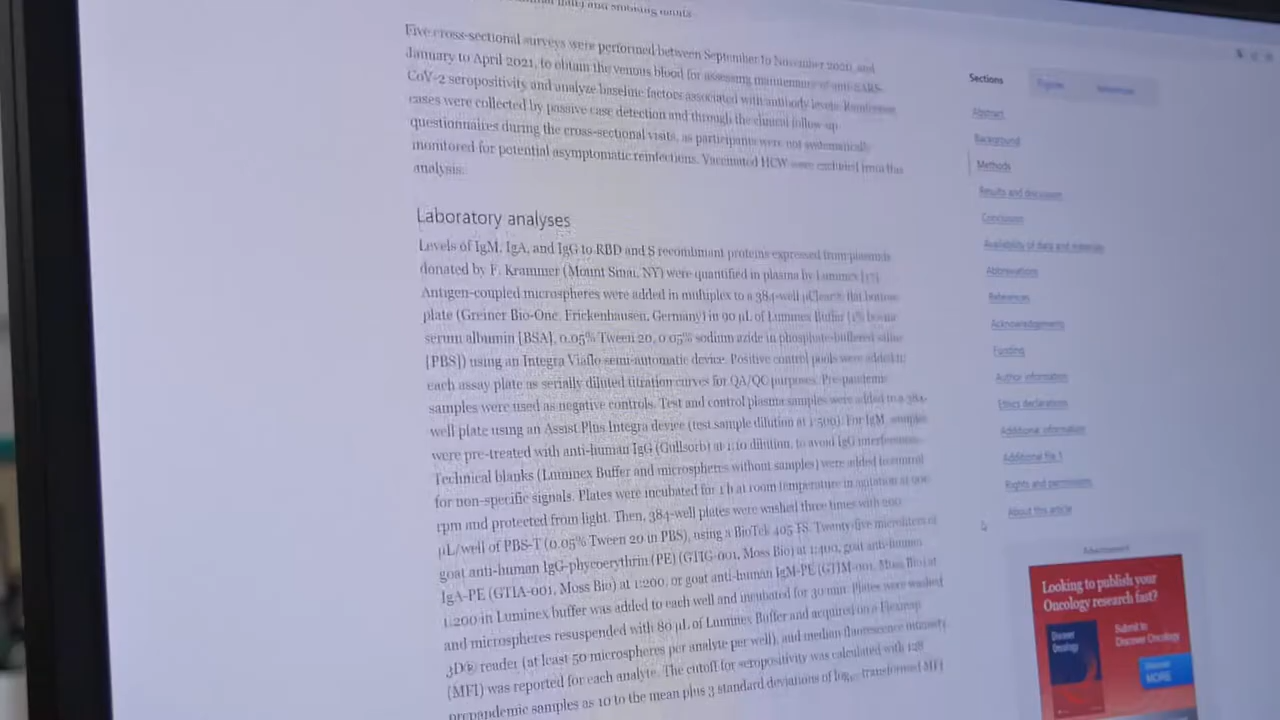 Five cross-sectional surveys were performed between September to November 2020, and
January to April 2021, to obtain the venous blood for assessing maintenance of anti-SARS-
CoV-2 seropositivity and analyze baseline factors associated with antibody levels. Reinfection
cases were collected by passive case detection and through the clinical follow-up
questionnaires during the cross-sectional visits, as participants were not systematically
monitored for potential asymptomatic reinfections. Vaccinated HCW were excluded from this
analysis.
Laboratory analyses
Levels of IgM, IgA, and IgG to RBD and S recombinant proteins expressed from plasmids
donated by F. Krammer (Mount Sinai, NY) were quantified in plasma by Luminex [17].
Antigen-coupled microspheres were added in multiplex to a 384-well μClear® flat bottom
plate (Greiner Bio-One, Frickenhausen, Germany) in 90 μL of Luminex Buffer (1% bovine
serum albumin [BSA], 0.05% Tween 20, 0.05% sodium azide in phosphate-buffered saline
[PBS]) using an Integra Viaflo semi-automatic device. Positive control pools were added to
each assay plate as serially diluted titration curves for QA/QC purposes. Pre-pandemic
samples were used as negative controls. Test and control plasma samples were added to a 384-
well plate using an Assist Plus Integra device (test sample dilution at 1:500). For IgM, samples
were pre-treated with anti-human IgG (Gullsorb) at 1:10 dilution, to avoid IgG interferences.
Technical blanks (Luminex Buffer and microspheres without samples) were added to control
for non-specific signals. Plates were incubated for 1 h at room temperature in agitation at 900
rpm and protected from light. Then, 384-well plates were washed three times with 200
μL/well of PBS-T (0.05% Tween 20 in PBS), using a BioTek 405 TS. Twenty-five microliters of
goat anti-human IgG-phycoerythrin (PE) (GTIG-001, Moss Bio) at 1:400, goat anti-human
IgA-PE (GTIA-001, Moss Bio) at 1:200, or goat anti-human IgM-PE (GTIM-001, Moss Bio) at
1:200 in Luminex buffer was added to each well and incubated for 30 min. Plates were washed
and microspheres resuspended with 80 μL of Luminex Buffer and acquired on a Flexmap
3D® reader (at least 50 microspheres per analyte per well), and median fluorescence intensity
(MFI) was reported for each analyte. The cutoff for seropositivity was calculated with 128
prepandemic samples as 10 to the mean plus 3 standard deviations of log₁₀-transformed MFI
Sections
Figures
References
Abstract
Background
Methods
Results and discussion
Conclusion
Availability of data and materials
Abbreviations
References
Acknowledgements
Funding
Author information
Ethics declarations
Additional information
Additional file 1
Rights and permissions
About this article
Advertisement
Looking to publish your
Oncology research fast?
Discover
Oncology
Submit to
Discover Oncology
Discover
MORE